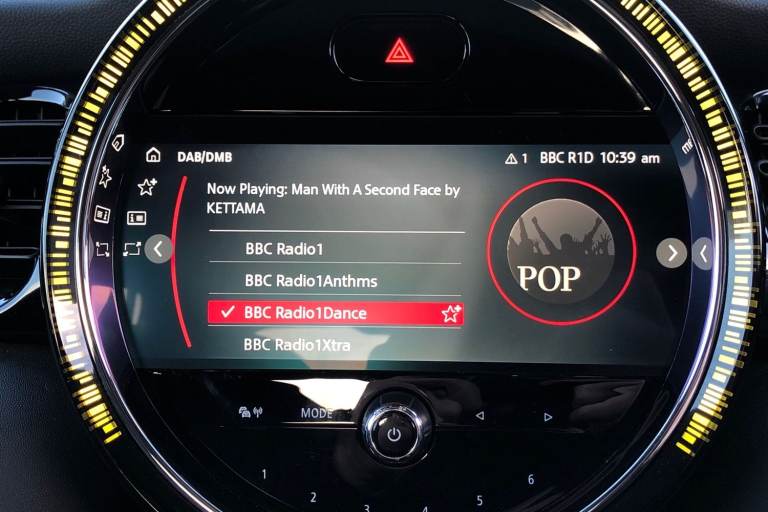 DAB/DMB
1 BBC R1D 10:39 am
Now Playing: Man With A Second Face by
KETTAMA
BBC Radio1
BBC Radio1Anthms
BBC Radio1Dance
BBC Radio1Xtra
POP
MODE
1
2
3
4
5
6